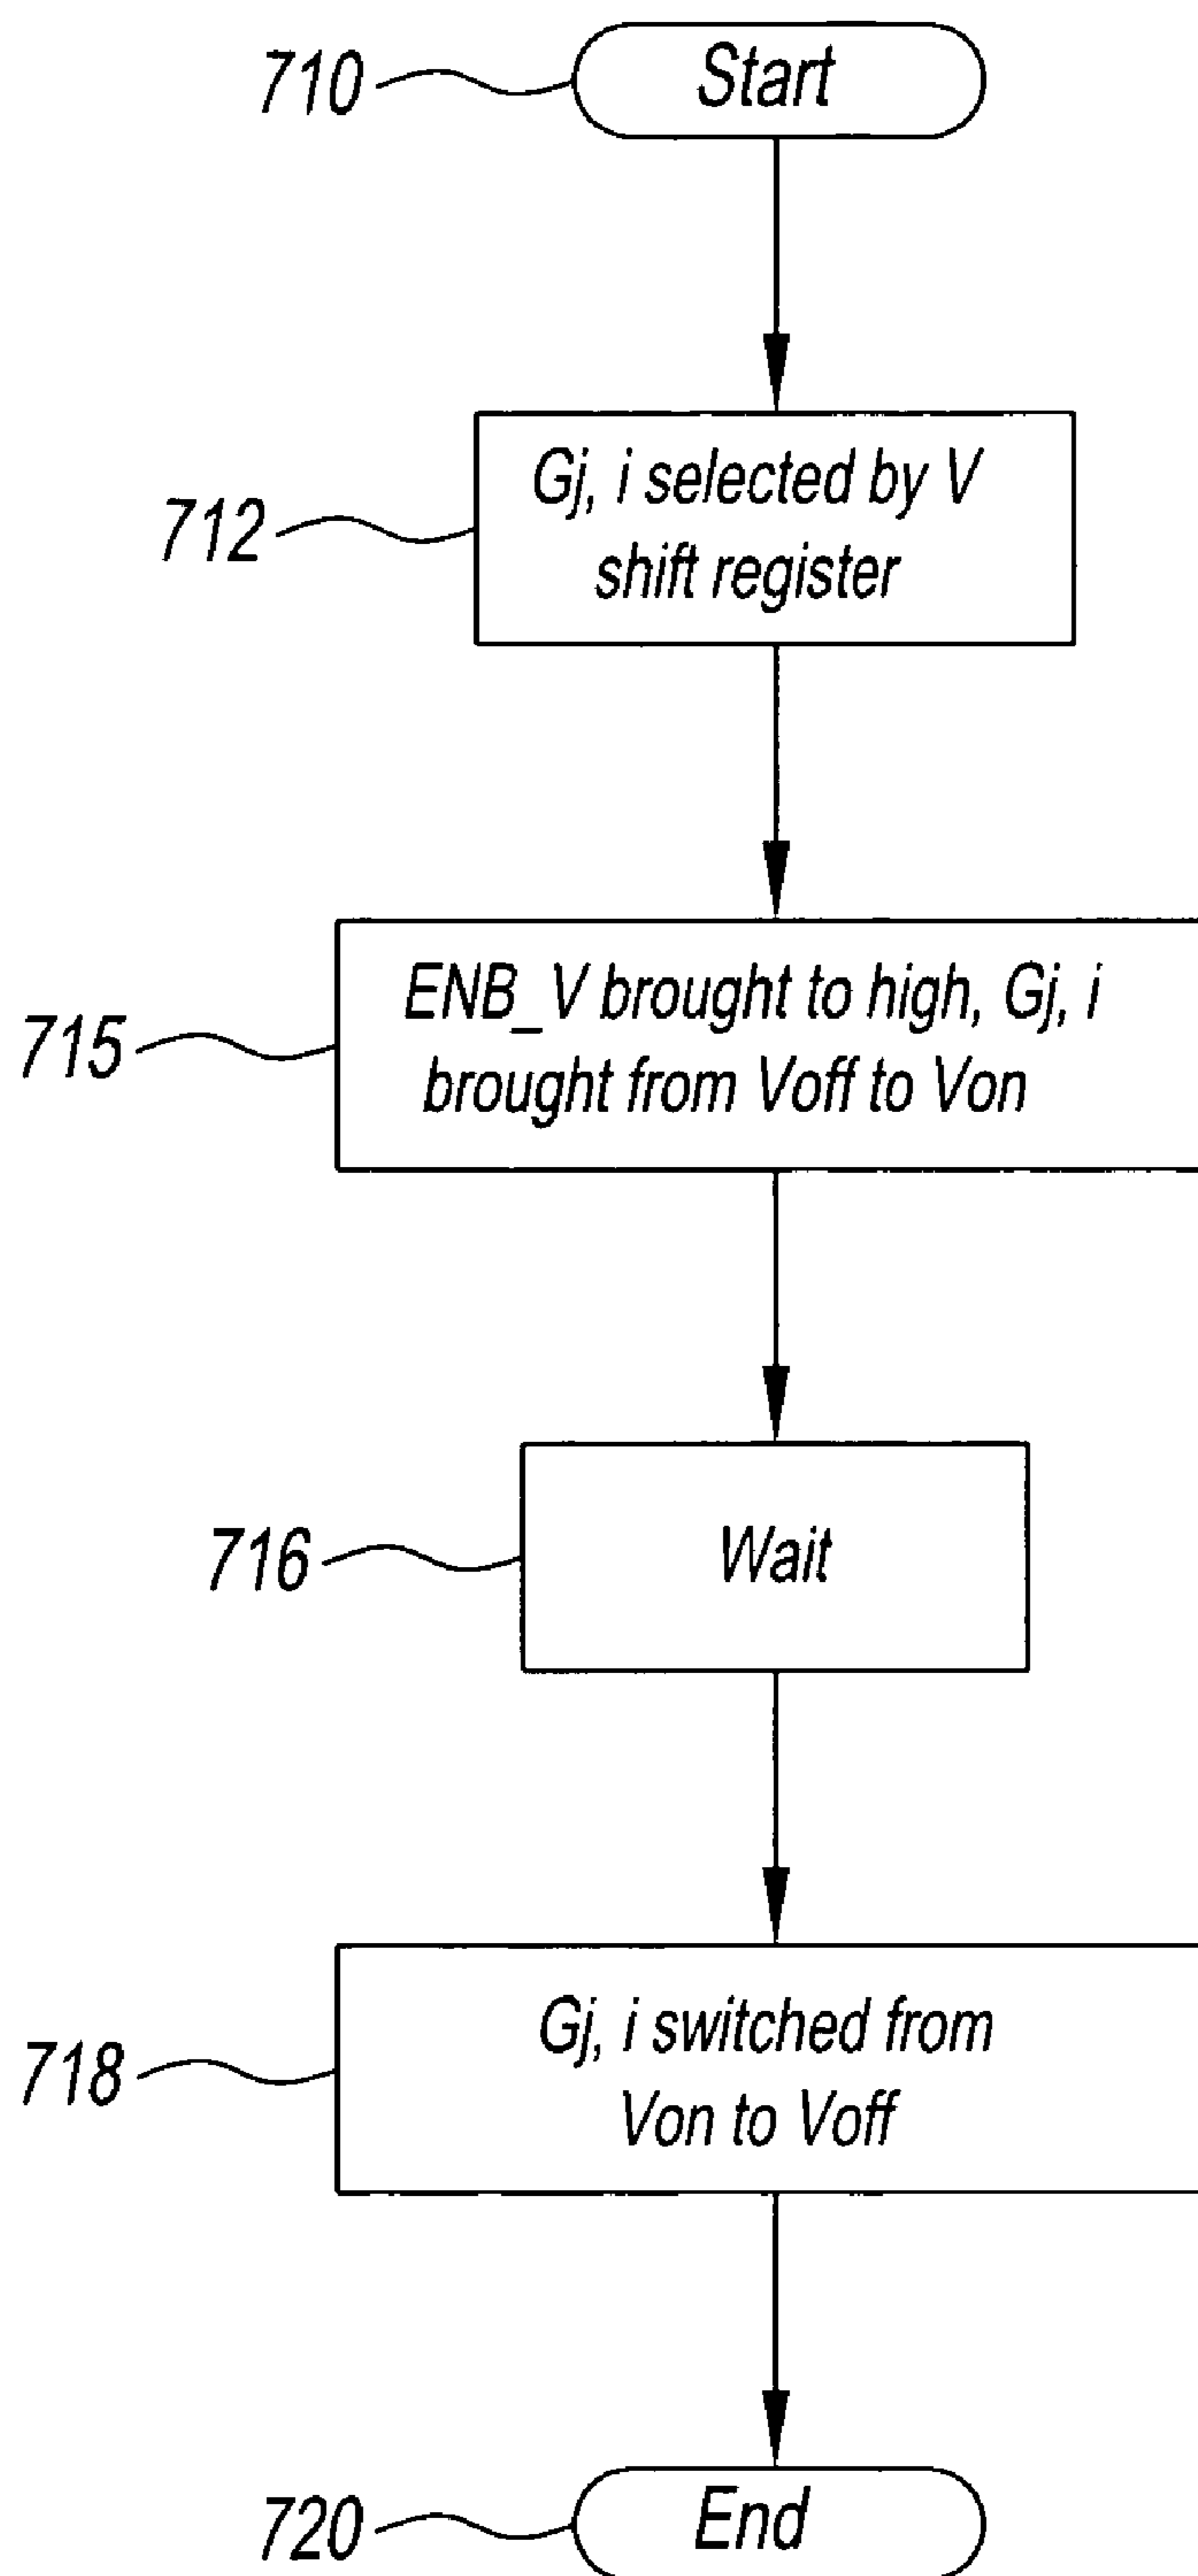 710
Start
712
Gj, i selected by V
shift register
715
ENB_V brought to high, Gj, i
brought from Voff to Von
716
Wait
718
Gj, i switched from
Von to Voff
720
End